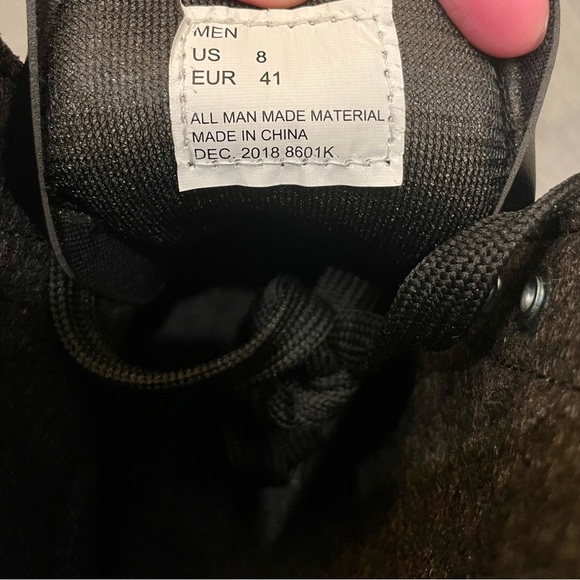 MEN
US 8
EUR 41
ALL MAN MADE MATERIAL
MADE IN CHINA
DEC. 2018 8601K